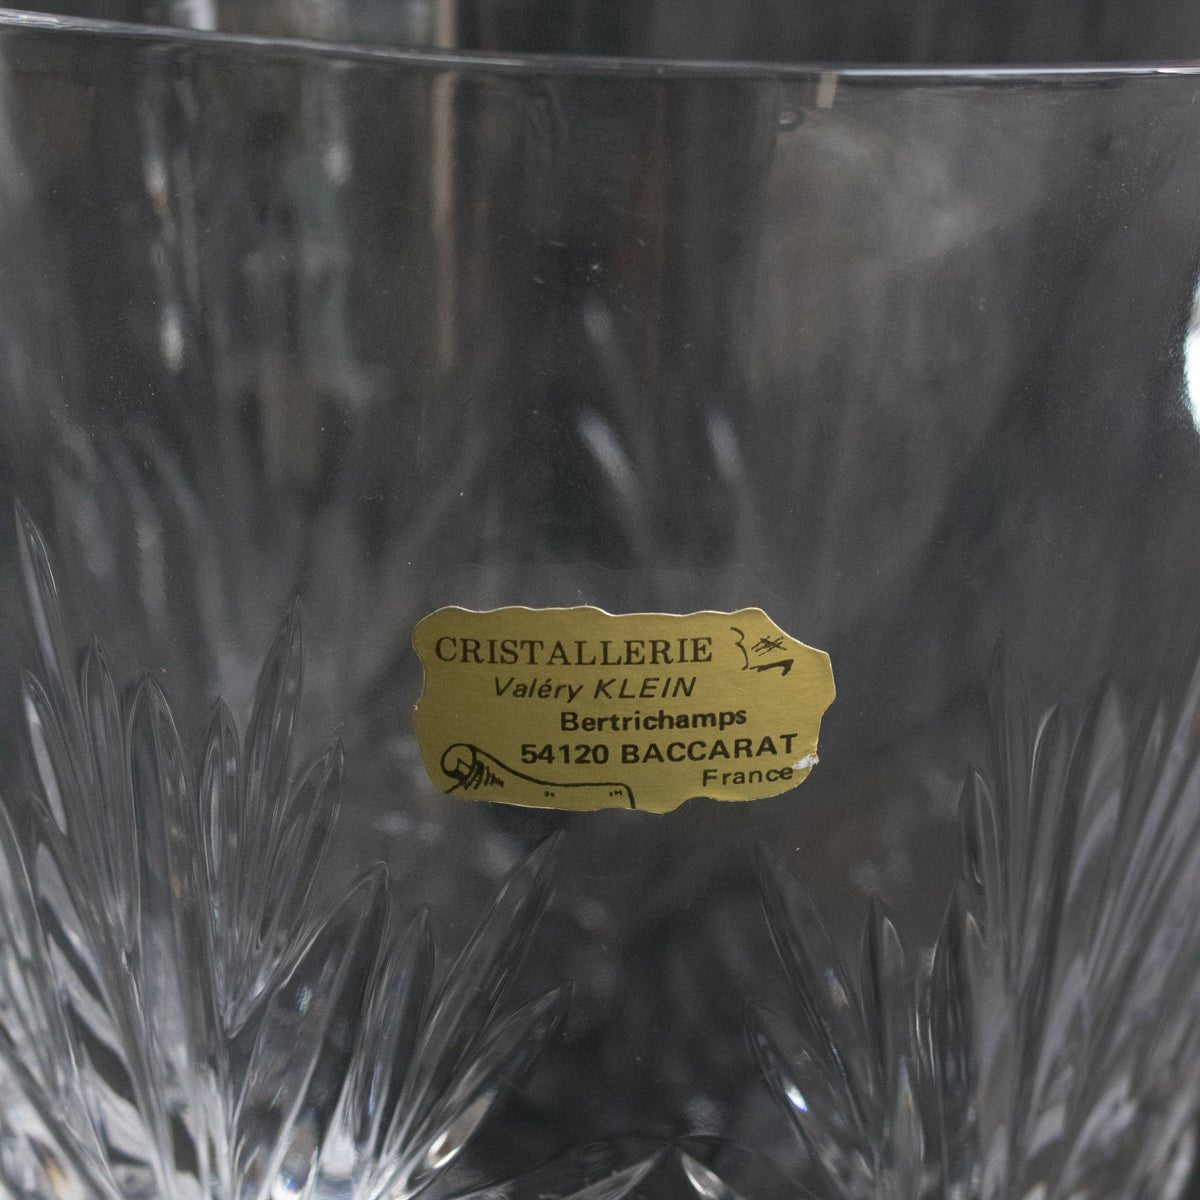 CRISTALLERIE
Valéry KLEIN
Bertrichamps
54120 BACCARAT
France